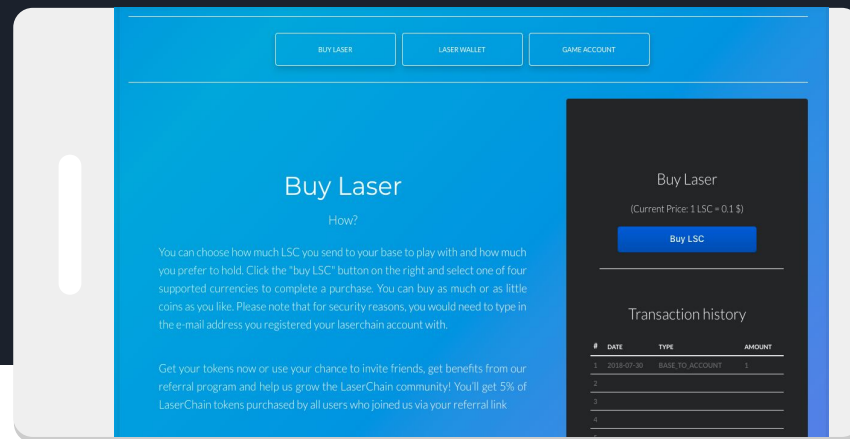 BUY LASER
LASER WALLET
GAME ACCOUNT
Buy Laser
How?
You can choose how much LSC you send to your base to play with and how much
you prefer to hold. Click the "buy LSC" button on the right and select one of four
supported currencies to complete a purchase. You can buy as much or as little
coins as you like. Please note that for security reasons, you would need to type in
the e-mail address you registered your laserchain account with.
Get your tokens now or use your chance to invite friends, get benefits from our
referral program and help us grow the LaserChain community! You'll get 5% of
LaserChain tokens purchased by all users who joined us via your referral link
Buy Laser
(Current Price: 1 LSC = 0.1 $)
Buy LSC
Transaction history
# DATE TYPE AMOUNT
1 2018-07-30 BASE_TO_ACCOUNT 1
2
3
4